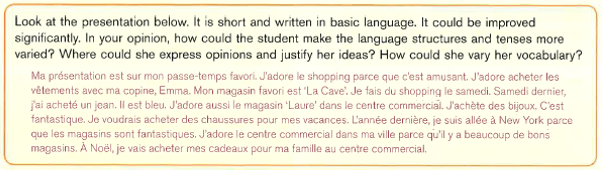 Look at the presentation below. It is short and written in basic language. It could be improved
significantly. In your opinion, how could the student make the language structures and tenses more
varied? Where could she express opinions and justify her ideas? How could she vary her vocabulary?
Ma présentation est sur mon passe-temps favori. J'adore le shopping parce que c'est amusant. J'adore acheter les
vêtements avec ma copine, Emma. Mon magasin favori est 'La Cave'. Je fais du shopping le samedi. Samedi dernier,
j'ai acheté un jean. Il est bleu. J'adore aussi le magasin 'Laure' dans le centre commercial. J'achète des bijoux. C'est
fantastique. Je voudrais acheter des chaussures pour mes vacances. L'année dernière, je suis allée à New York parce
que les magasins sont fantastiques. J'adore le centre commercial dans ma ville parce qu'il y a beaucoup de bons
magasins. À Noël, je vais acheter mes cadeaux pour ma famille au centre commercial.